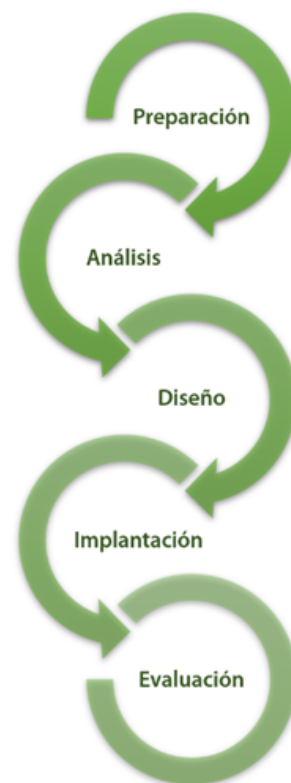 Preparación
Análisis
Diseño
Implantación
Evaluación